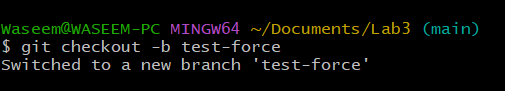 Waseem@WASEEM-PC MINGW64 ~/Documents/Lab3 (main)
$ git checkout -b test-force
Switched to a new branch 'test-force'